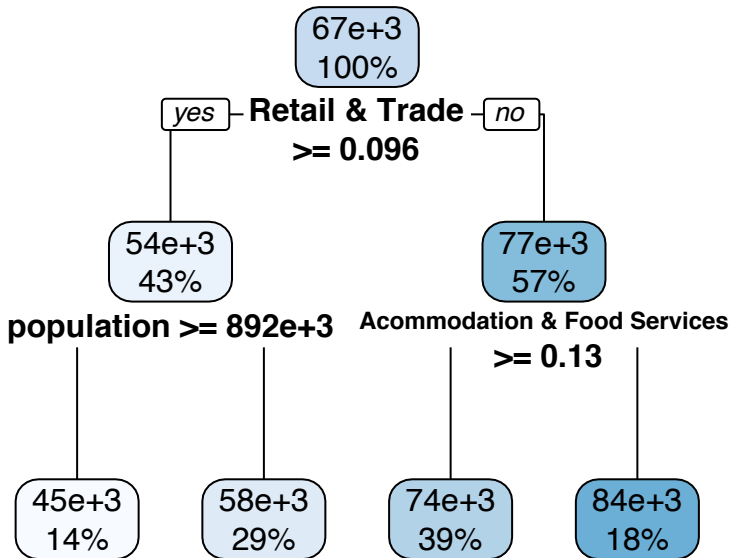 67e+3
100%
yes Retail & Trade no
>= 0.096
54e+3
43%
77e+3
57%
population >= 892e+3
Acommodation & Food Services
>= 0.13
45e+3
14%
58e+3
29%
74e+3
39%
84e+3
18%